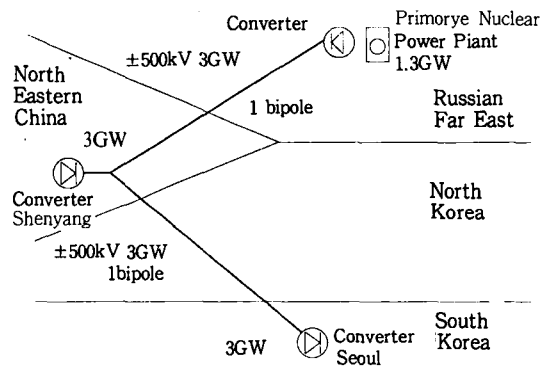 Converter
Primorye Nuclear
Power Piant
1.3GW
±500kV 3GW
North
Eastern
China
1 bipole
Russian
Far East
3GW
Converter
Shenyang
North
Korea
±500kV 3GW
1bipole
3GW
Converter
Seoul
South
Korea